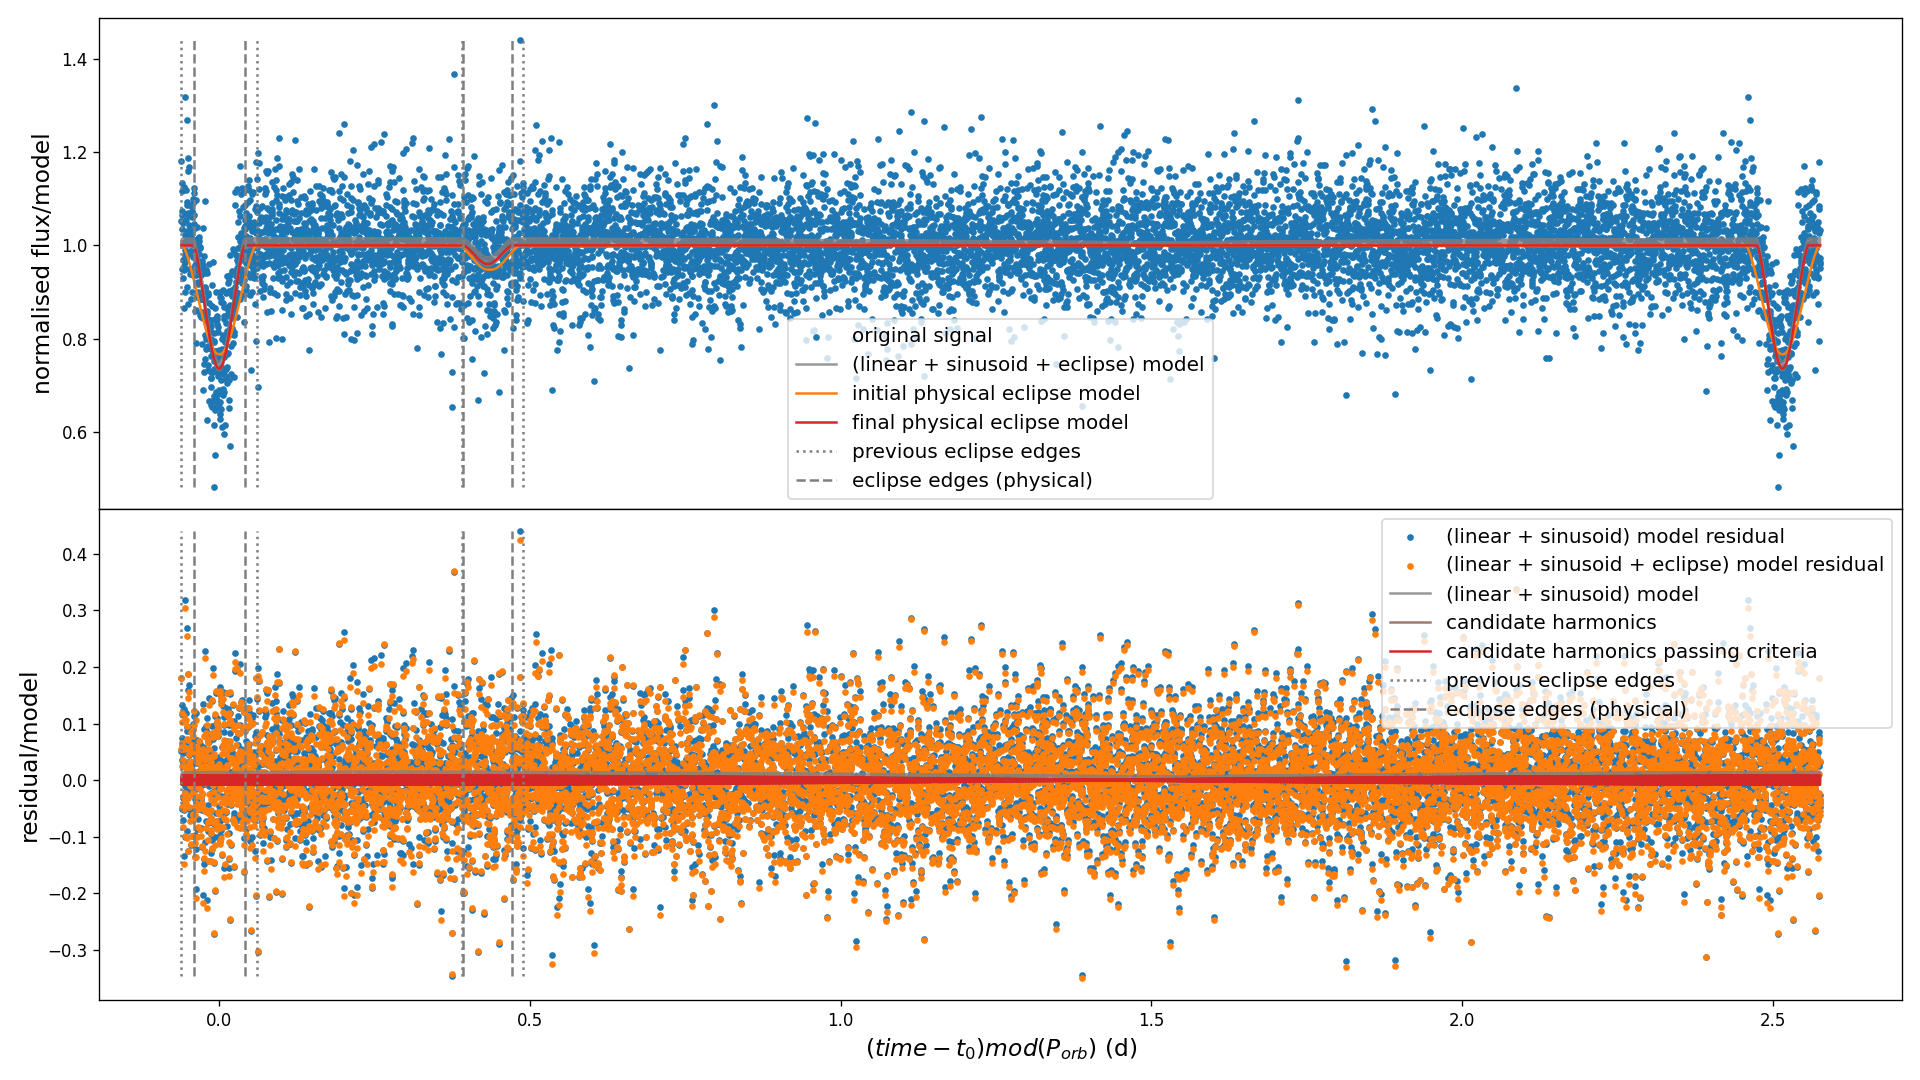 1.4
1.2
1.0
0.8
0.6
normalised flux/model
original signal
(linear + sinusoid + eclipse) model
initial physical eclipse model
final physical eclipse model
previous eclipse edges
eclipse edges (physical)
0.4
0.3
0.2
0.1
0.0
−0.1
−0.2
−0.3
residual/model
(linear + sinusoid) model residual
(linear + sinusoid + eclipse) model residual
(linear + sinusoid) model
candidate harmonics
candidate harmonics passing criteria
previous eclipse edges
eclipse edges (physical)
0.0 0.5 1.0 1.5 2.0 2.5
(time − t₀)mod(P_orb) (d)